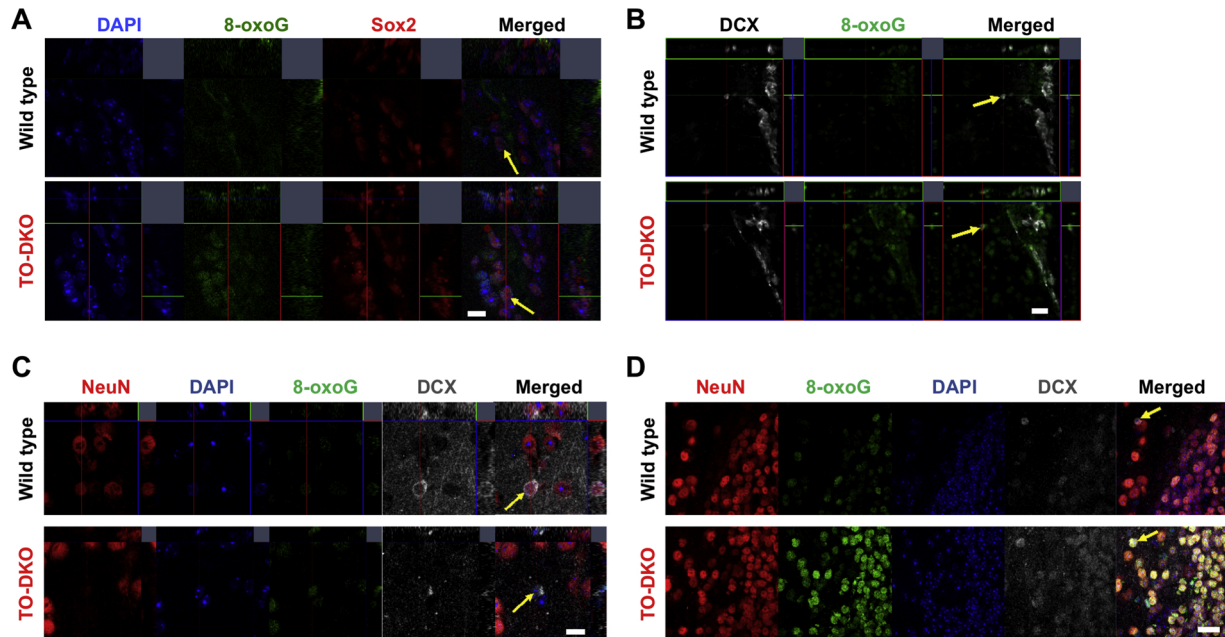 A
DAPI 8-oxoG Sox2 Merged
Wild type
TO-DKO
B
DCX 8-oxoG Merged
Wild type
TO-DKO
C
NeuN DAPI 8-oxoG DCX Merged
Wild type
TO-DKO
D
NeuN 8-oxoG DAPI DCX Merged
Wild type
TO-DKO